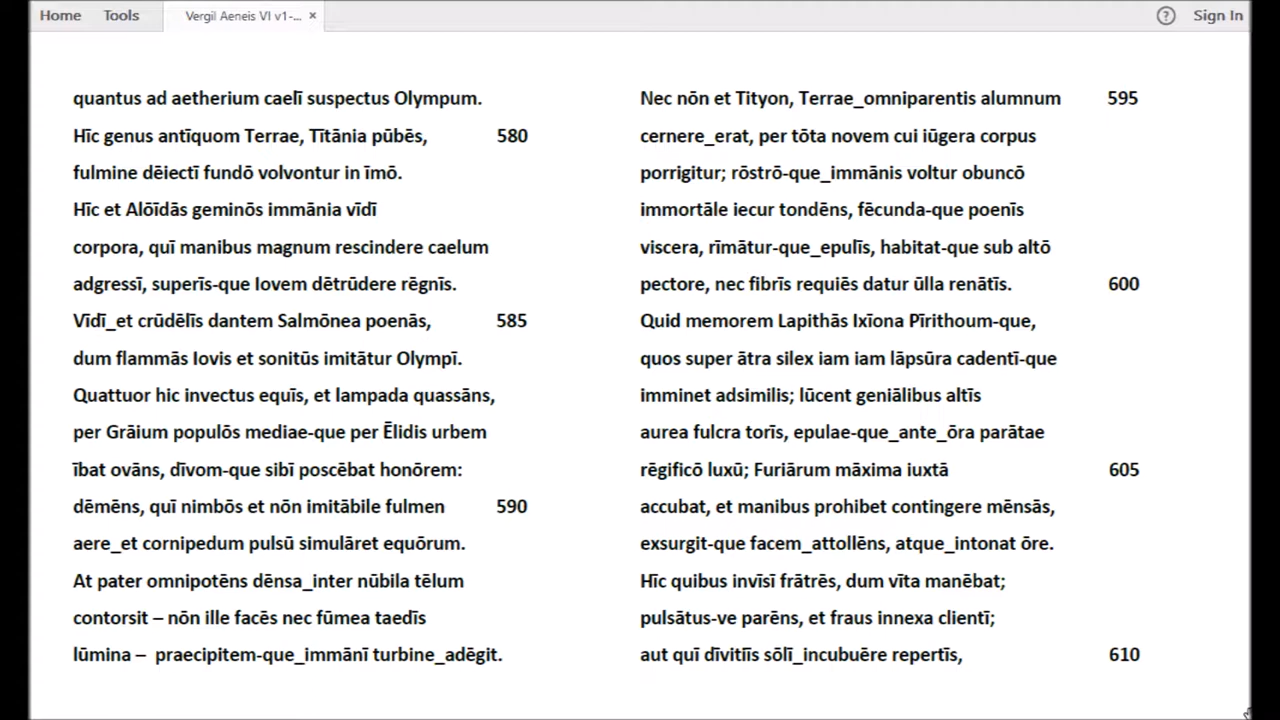 Home Tools Vergil Aeneis VI v1-... × ? Sign In
quantus ad aetherium caelī suspectus Olympum.
Hīc genus antīquom Terrae, Tītānia pūbēs, 580
fulmine dēiectī fundō volvontur in īmō.
Hīc et Alōīdās geminōs immānia vīdī
corpora, quī manibus magnum rescindere caelum
adgressī, superīs-que Iovem dētrūdere rēgnīs.
Vīdī_et crūdēlīs dantem Salmōnea poenās, 585
dum flammās Iovis et sonitūs imitātur Olympī.
Quattuor hic invectus equīs, et lampada quassāns,
per Grāium populōs mediae-que per Ēlidis urbem
ībat ovāns, dīvom-que sibī poscēbat honōrem:
dēmēns, quī nimbōs et nōn imitābile fulmen 590
aere_et cornipedum pulsū simulāret equōrum.
At pater omnipotēns dēnsa_inter nūbila tēlum
contorsit – nōn ille facēs nec fūmea taedīs
lūmina – praecipitem-que_immānī turbine_adēgit.
Nec nōn et Tityon, Terrae_omniparentis alumnum 595
cernere_erat, per tōta novem cui iūgera corpus
porrigitur; rōstrō-que_immānis voltur obuncō
immortāle iecur tondēns, fēcunda-que poenīs
viscera, rīmātur-que_epulīs, habitat-que sub altō
pectore, nec fibrīs requiēs datur ūlla renātīs. 600
Quid memorem Lapithās Ixīona Pīrithoum-que,
quos super ātra silex iam iam lāpsūra cadentī-que
imminet adsimilis; lūcent geniālibus altīs
aurea fulcra torīs, epulae-que_ante_ōra parātae
rēgificō luxū; Furiārum māxima iuxtā 605
accubat, et manibus prohibet contingere mēnsās,
exsurgit-que facem_attollēns, atque_intonat ōre.
Hīc quibus invīsī frātrēs, dum vīta manēbat;
pulsātus-ve parēns, et fraus innexa clientī;
aut quī dīvitiīs sōlī_incubuēre repertīs, 610